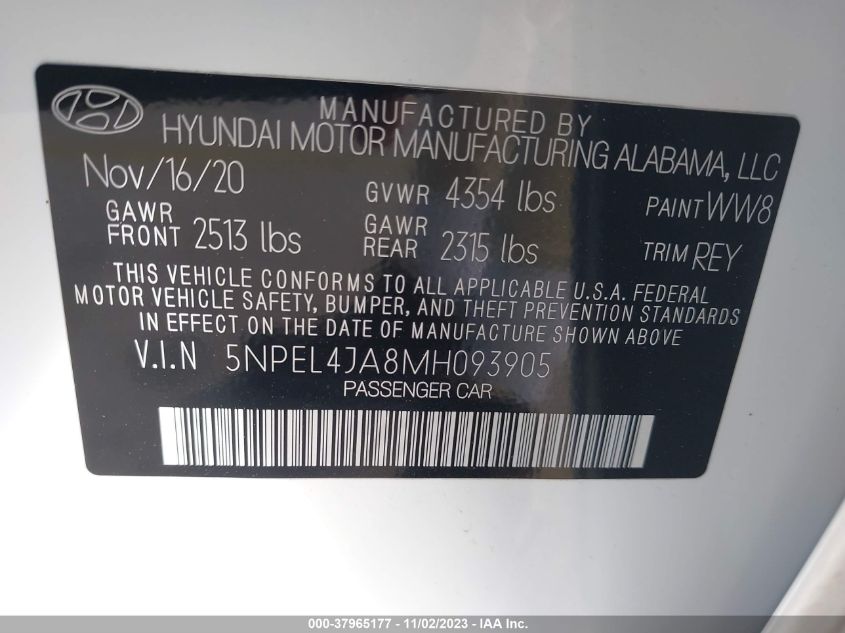 MANUFACTURED BY
HYUNDAI MOTOR MANUFACTURING ALABAMA, LLC
Nov/16/20 GVWR 4354 lbs PAINT WW8
GAWR FRONT 2513 lbs GAWR REAR 2315 lbs TRIM REY
THIS VEHICLE CONFORMS TO ALL APPLICABLE U.S.A. FEDERAL
MOTOR VEHICLE SAFETY, BUMPER, AND THEFT PREVENTION STANDARDS
IN EFFECT ON THE DATE OF MANUFACTURE SHOWN ABOVE
V.I.N 5NPEL4JA8MH093905
PASSENGER CAR
000-37965177 - 11/02/2023 - Copyright © 2023 IAA, Inc.